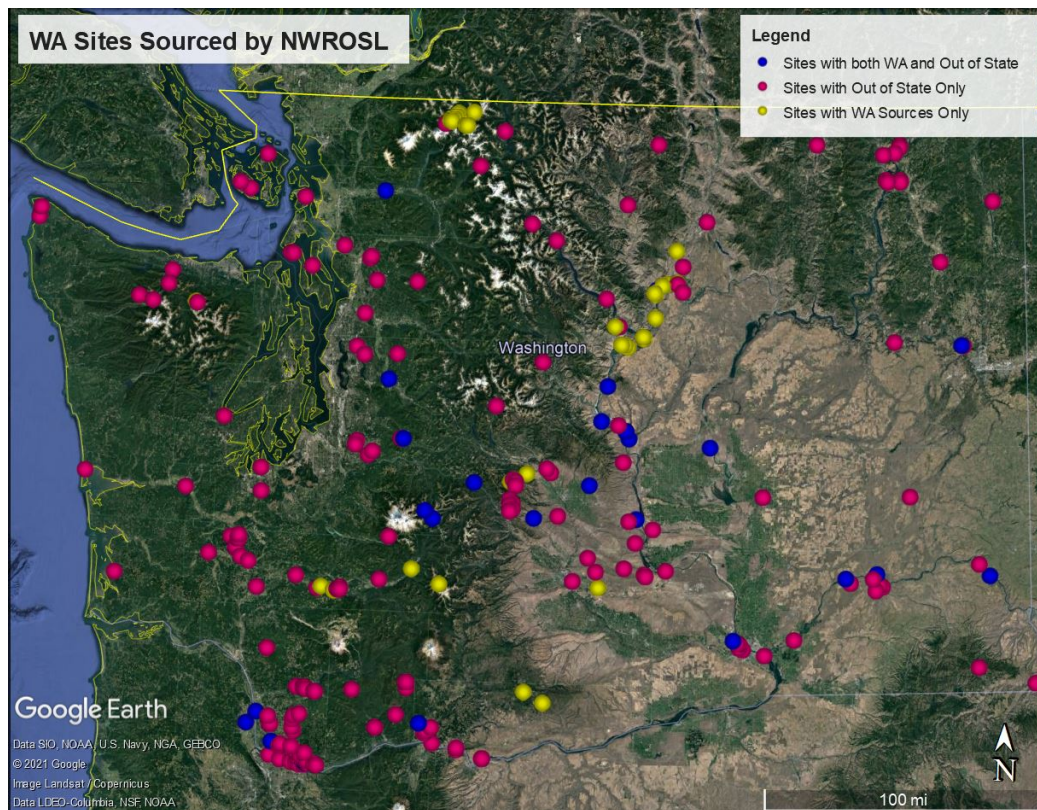 WA Sites Sourced by NWROSL
Legend
Sites with both WA and Out of State
Sites with Out of State Only
Sites with WA Sources Only
Washington
Google Earth
Data SIO, NOAA, U.S. Navy, NGA, GEBCO
© 2021 Google
Image Landsat / Copernicus
Data LDEO-Columbia, NSF, NOAA
N
100 mi